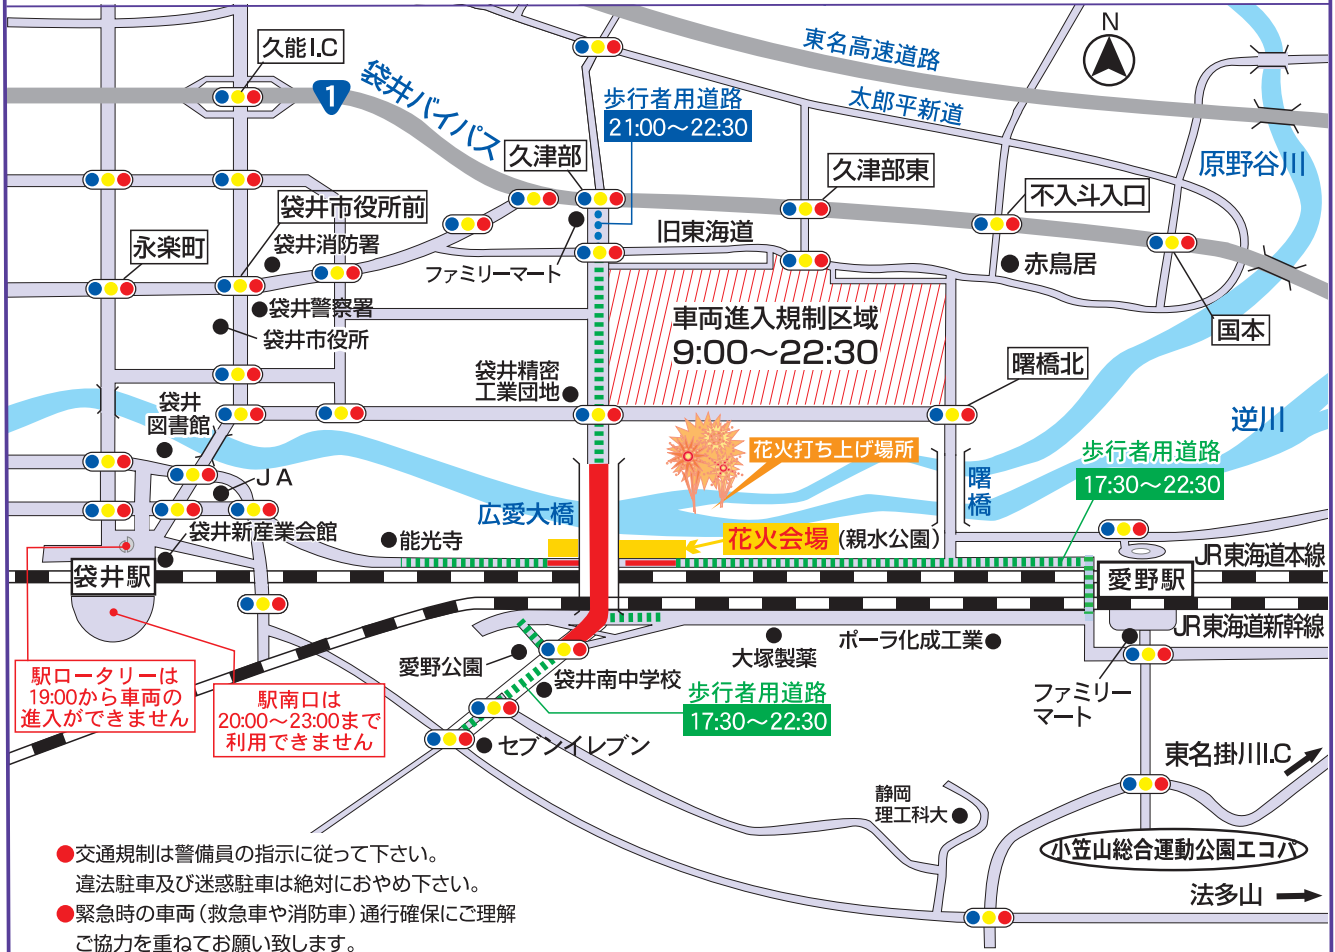 久能I.C
1
袋井バイパス
東名高速道路
N
歩行者用道路
21:00〜22:30
太郎平新道
久津部
久津部東
原野谷川
不入斗入口
袋井市役所前
袋井消防署
永楽町
旧東海道
ファミリーマート
赤鳥居
袋井警察署
袋井市役所
車両進入規制区域
9:00〜22:30
国本
袋井精密
工業団地
曙橋北
袋井
図書館
逆川
花火打ち上げ場所
歩行者用道路
17:30〜22:30
JA
曙
橋
広愛大橋
袋井新産業会館
能光寺
花火会場(親水公園)
JR東海道本線
袋井駅
愛野駅
JR東海道新幹線
駅ロータリーは
19:00から車両の
進入ができません
駅南口は
20:00〜23:00まで
利用できません
愛野公園
袋井南中学校
大塚製薬
ポーラ化成工業
歩行者用道路
17:30〜22:30
ファミリー
マート
セブンイレブン
東名掛川I.C
静岡
理工科大
小笠山総合運動公園エコパ
法多山
●交通規制は警備員の指示に従って下さい。
違法駐車及び迷惑駐車は絶対におやめ下さい。
●緊急時の車両(救急車や消防車)通行確保にご理解
ご協力を重ねてお願い致します。